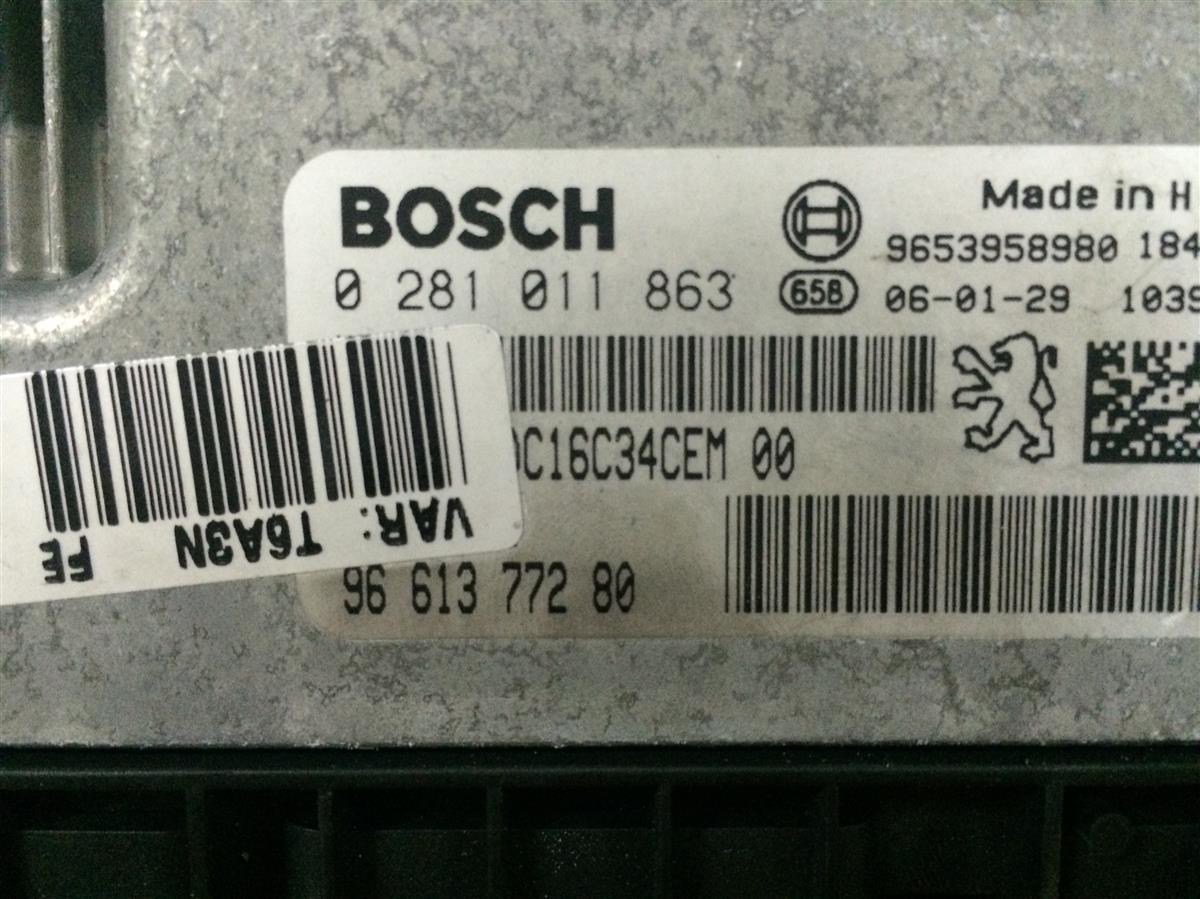 BOSCH
Made in H
9653958980 184
0 281 011 863
658 06-01-29 1039
DC16C34CEM 00
VAR: T6A3N
FE
96 613 772 80